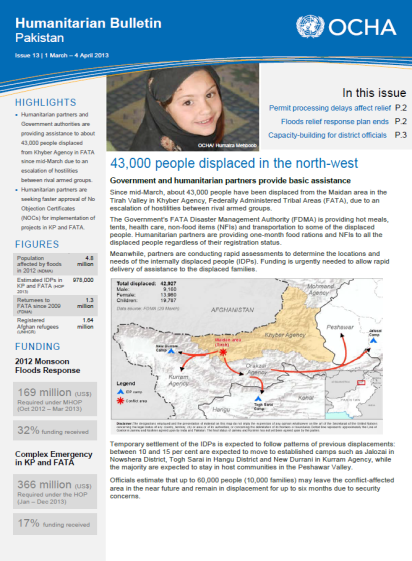 Humanitarian Bulletin
Pakistan
Issue 13 | 1 March – 4 April 2013
OCHA
HIGHLIGHTS
• Humanitarian partners and
Government authorities are
providing assistance to about
43,000 people displaced
from Khyber Agency in FATA
since mid-March due to an
escalation of hostilities
between rival armed groups.
• Humanitarian partners are
seeking faster approval of No
Objection Certificates
(NOCs) for implementation of
projects in KP and FATA.
FIGURES
Population
affected by floods
in 2012 (NDMA)
4.8
million
Estimated IDPs in
KP and FATA (HOP
2013)
978,000
Returnees to
FATA since 2009
(FDMA)
1.3
million
Registered
Afghan refugees
(UNHCR)
1.64
million
FUNDING
2012 Monsoon
Floods Response
169 million (US$)
Required under MHOP
(Oct 2012 – Mar 2013)
32% funding received
Complex Emergency
in KP and FATA
366 million (US$)
Required under the HOP
(Jan – Dec 2013)
17% funding received
OCHA/ Humaira Mehboob
In this issue
Permit processing delays affect relief P.2
Floods relief response plan ends P.2
Capacity-building for district officials P.3
43,000 people displaced in the north-west
Government and humanitarian partners provide basic assistance
Since mid-March, about 43,000 people have been displaced from the Maidan area in the
Tirah Valley in Khyber Agency, Federally Administered Tribal Areas (FATA), due to an
escalation of hostilities between rival armed groups.
The Government's FATA Disaster Management Authority (FDMA) is providing hot meals,
tents, health care, non-food items (NFIs) and transportation to some of the displaced
people. Humanitarian partners are providing one-month food rations and NFIs to all the
displaced people regardless of their registration status.
Meanwhile, partners are conducting rapid assessments to determine the locations and
needs of the internally displaced people (IDPs). Funding is urgently needed to allow rapid
delivery of assistance to the displaced families.
Total displaced: 42,927
Male: 9,160
Female: 13,960
Children: 19,797
AFGHANISTAN
Mohmand
Agency
Khyber Agency
Peshawar
Jalozai
Camp
Maidan area
(Tirah)
New Durrani
Camp
Kurram
Agency
Orakzai
Agency
Togh Sarai
Camp
Hangu
Kohat
Legend
IDP camp
Conflict area
Temporary settlement of the IDPs is expected to follow patterns of previous displacements:
between 10 and 15 per cent are expected to move to established camps such as Jalozai in
Nowshera District, Togh Sarai in Hangu District and New Durrani in Kurram Agency, while
the majority are expected to stay in host communities in the Peshawar Valley.
Officials estimate that up to 60,000 people (10,000 families) may leave the conflict-affected
area in the near future and remain in displacement for up to six months due to security
concerns.